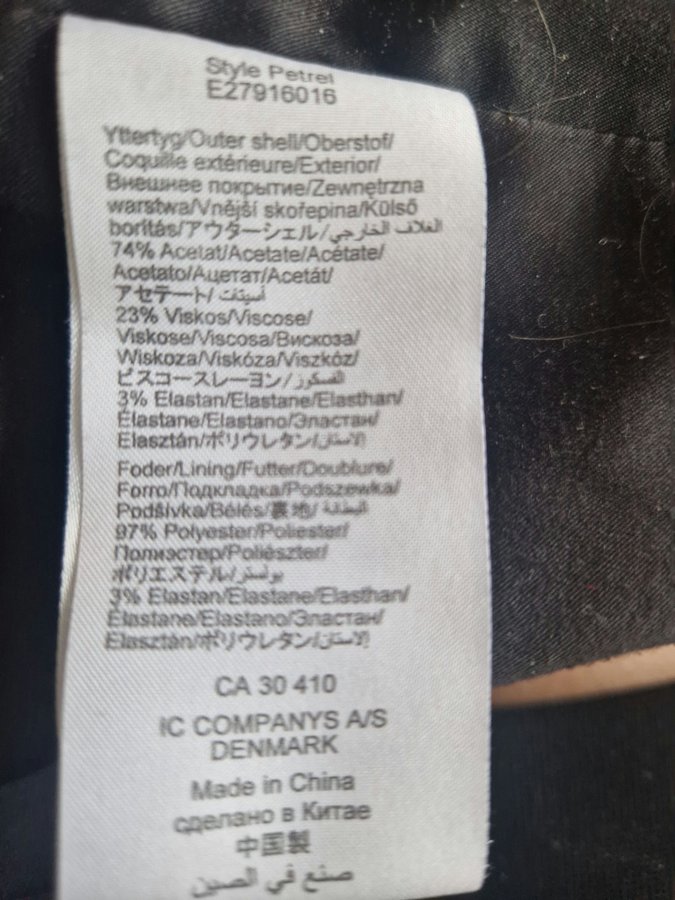 Style Petrel
E27916016
Yttertyg/Outer shell/Oberstof/
Coquille extérieure/Exterior/
Внешнее покрытие/Zewnętrzna
warstwa/Vnější skořepina/Külső
borítás/アウターシェル/الغلاف الخارجي/
74% Acetat/Acetate/Acétate/
Acetato/Ацетат/Acetát/
アセテート/أسيتات
23% Viskos/Viscose/
Viskose/Viscosa/Вискоза/
Wiskoza/Viskóza/Viszkóz/
ビスコースレーヨン/الفسكوز
3% Elastan/Elastane/Elasthan/
Élastane/Elastano/Эластан/
Elasztán/ポリウレタン/الاستان
Foder/Lining/Futter/Doublure/
Forro/Подкладка/Podszewka/
Podšívka/Bélés/裏地/البطانة
97% Polyester/Poliester/
Полиэстер/Poliészter/
ポリエステル/بوليستر
3% Elastan/Elastane/Elasthan/
Élastane/Elastano/Эластан/
Elasztán/ポリウレタン/الاستان
CA 30 410
IC COMPANYS A/S
DENMARK
Made in China
сделано в Китае
中国製
صنع في الصين